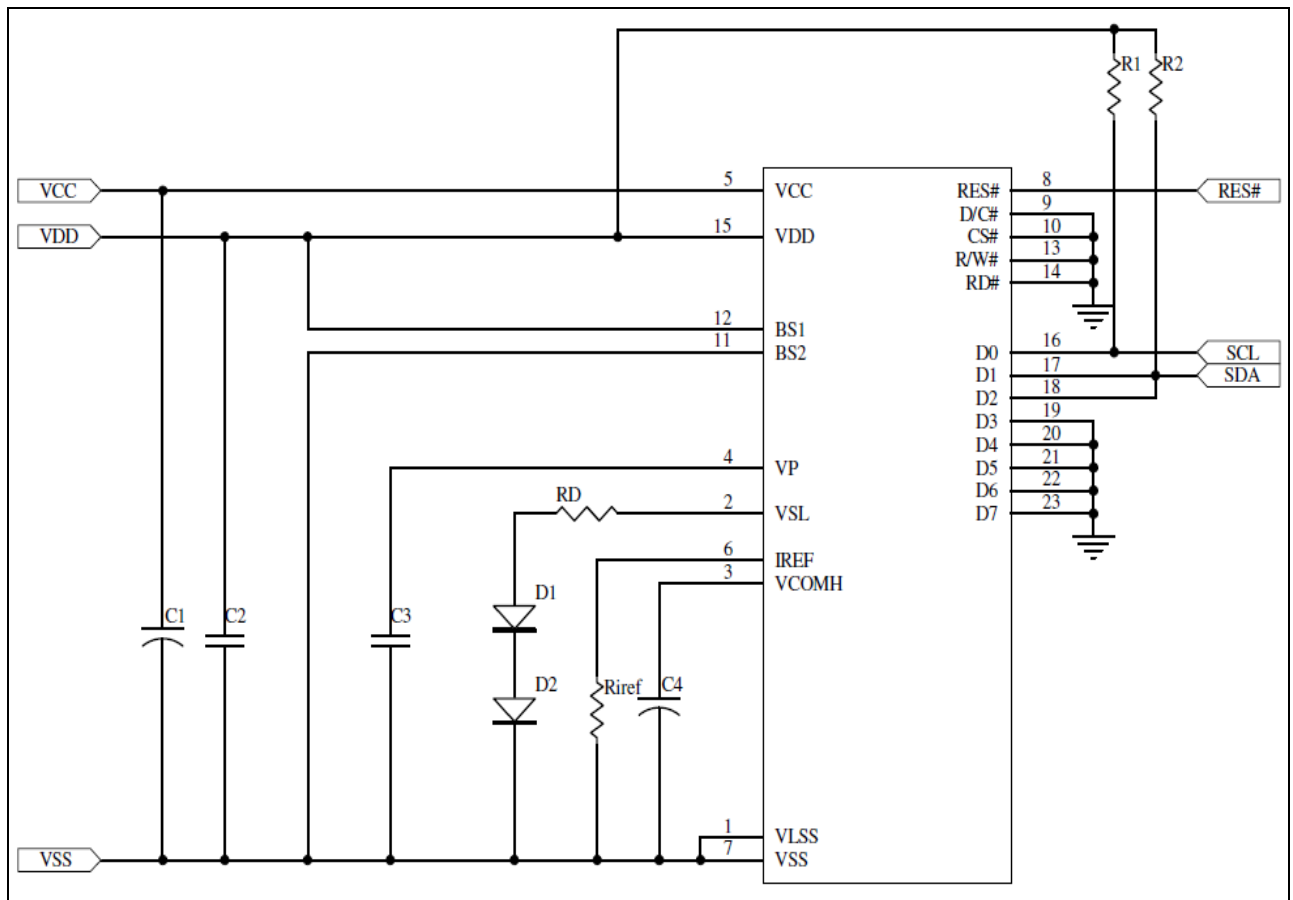 R1 R2
VCC 5 VCC RES# 8 RES#
D/C# 9
VDD 15 VDD CS# 10
R/W# 13
RD# 14
12 BS1
11 BS2 D0 16 SCL
D1 17 SDA
D2 18
D3 19
D4 20
4 VP D5 21
D6 22
RD 2 VSL D7 23
6 IREF
3 VCOMH
D1
C1 C2 C3
D2 Riref C4
1 VLSS
VSS 7 VSS